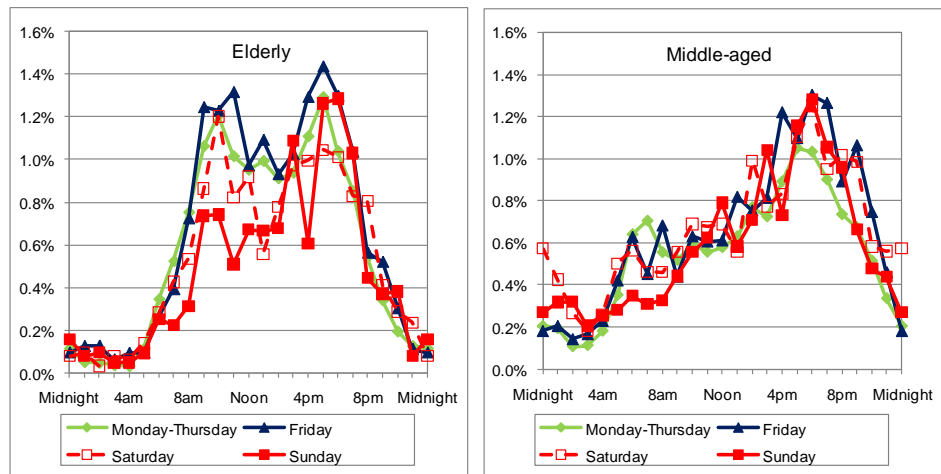 Elderly
1.6%
1.4%
1.2%
1.0%
0.8%
0.6%
0.4%
0.2%
0.0%
Midnight 4am 8am Noon 4pm 8pm Midnight
Monday-Thursday Friday
Saturday Sunday
Middle-aged
1.6%
1.4%
1.2%
1.0%
0.8%
0.6%
0.4%
0.2%
0.0%
Midnight 4am 8am Noon 4pm 8pm Midnight
Monday-Thursday Friday
Saturday Sunday